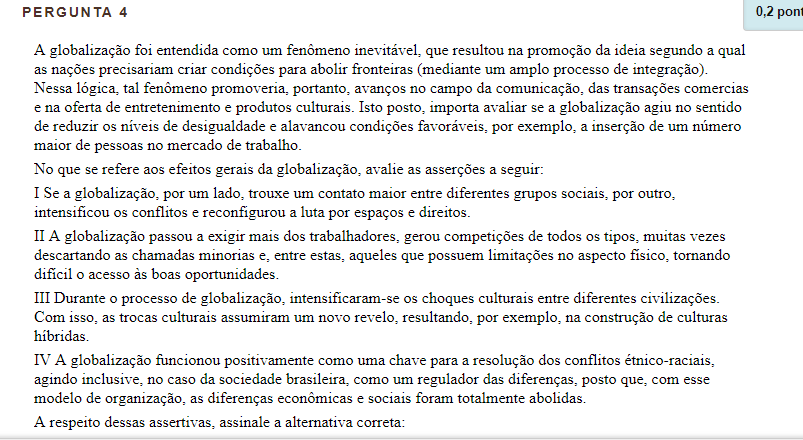 PERGUNTA 4
0,2 pont
A globalização foi entendida como um fenômeno inevitável, que resultou na promoção da ideia segundo a qual
as nações precisariam criar condições para abolir fronteiras (mediante um amplo processo de integração).
Nessa lógica, tal fenômeno promoveria, portanto, avanços no campo da comunicação, das transações comercias
e na oferta de entretenimento e produtos culturais. Isto posto, importa avaliar se a globalização agiu no sentido
de reduzir os níveis de desigualdade e alavancou condições favoráveis, por exemplo, a inserção de um número
maior de pessoas no mercado de trabalho.
No que se refere aos efeitos gerais da globalização, avalie as asserções a seguir:
I Se a globalização, por um lado, trouxe um contato maior entre diferentes grupos sociais, por outro,
intensificou os conflitos e reconfigurou a luta por espaços e direitos.
II A globalização passou a exigir mais dos trabalhadores, gerou competições de todos os tipos, muitas vezes
descartando as chamadas minorias e, entre estas, aqueles que possuem limitações no aspecto físico, tornando
difícil o acesso às boas oportunidades.
III Durante o processo de globalização, intensificaram-se os choques culturais entre diferentes civilizações.
Com isso, as trocas culturais assumiram um novo revelo, resultando, por exemplo, na construção de culturas
híbridas.
IV A globalização funcionou positivamente como uma chave para a resolução dos conflitos étnico-raciais,
agindo inclusive, no caso da sociedade brasileira, como um regulador das diferenças, posto que, com esse
modelo de organização, as diferenças econômicas e sociais foram totalmente abolidas.
A respeito dessas assertivas, assinale a alternativa correta: